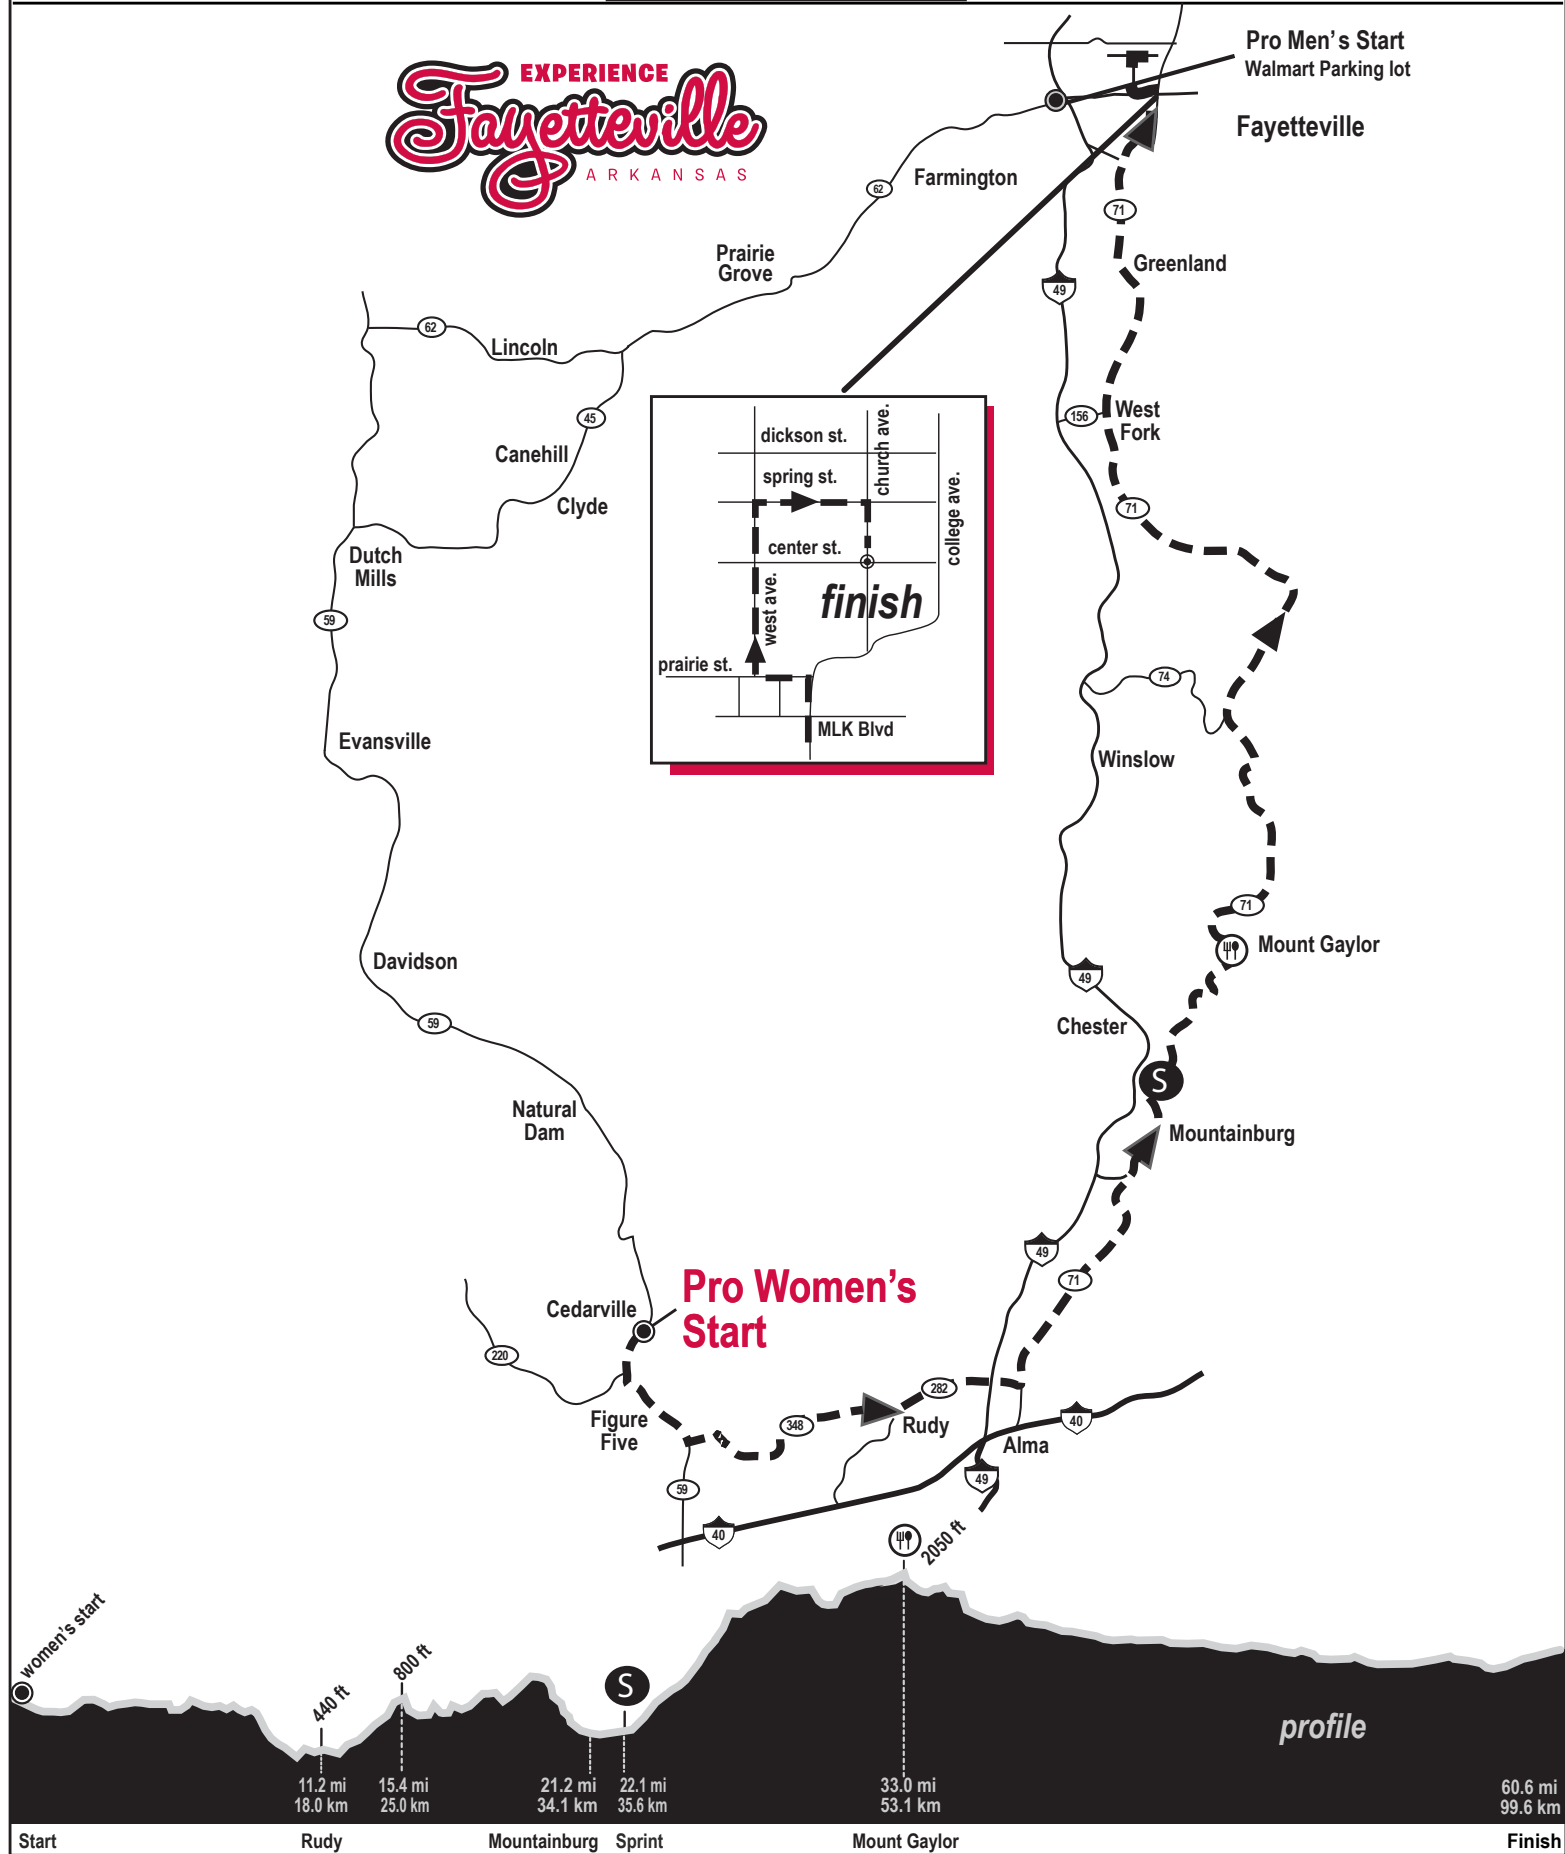 EXPERIENCE
Fayetteville
ARKANSAS
Pro Men's Start
Walmart Parking lot
Fayetteville
Farmington
62
71
Prairie
Grove
Greenland
49
62
Lincoln
45
156
West
Fork
Canehill
Clyde
71
dickson st.
church ave.
spring st.
college ave.
center st.
finish
west ave.
prairie st.
MLK Blvd
Dutch
Mills
59
74
Evansville
Winslow
71
Mount Gaylor
Davidson
49
59
Chester
S
Natural
Dam
Mountainburg
49
71
Pro Women's
Start
Cedarville
220
282
Figure
Five
348
Rudy
40
Alma
49
59
40
2050 ft
women's start
440 ft
800 ft
S
profile
11.2 mi
18.0 km
15.4 mi
25.0 km
21.2 mi
34.1 km
22.1 mi
35.6 km
33.0 mi
53.1 km
60.6 mi
99.6 km
Start
Rudy
Mountainburg
Sprint
Mount Gaylor
Finish